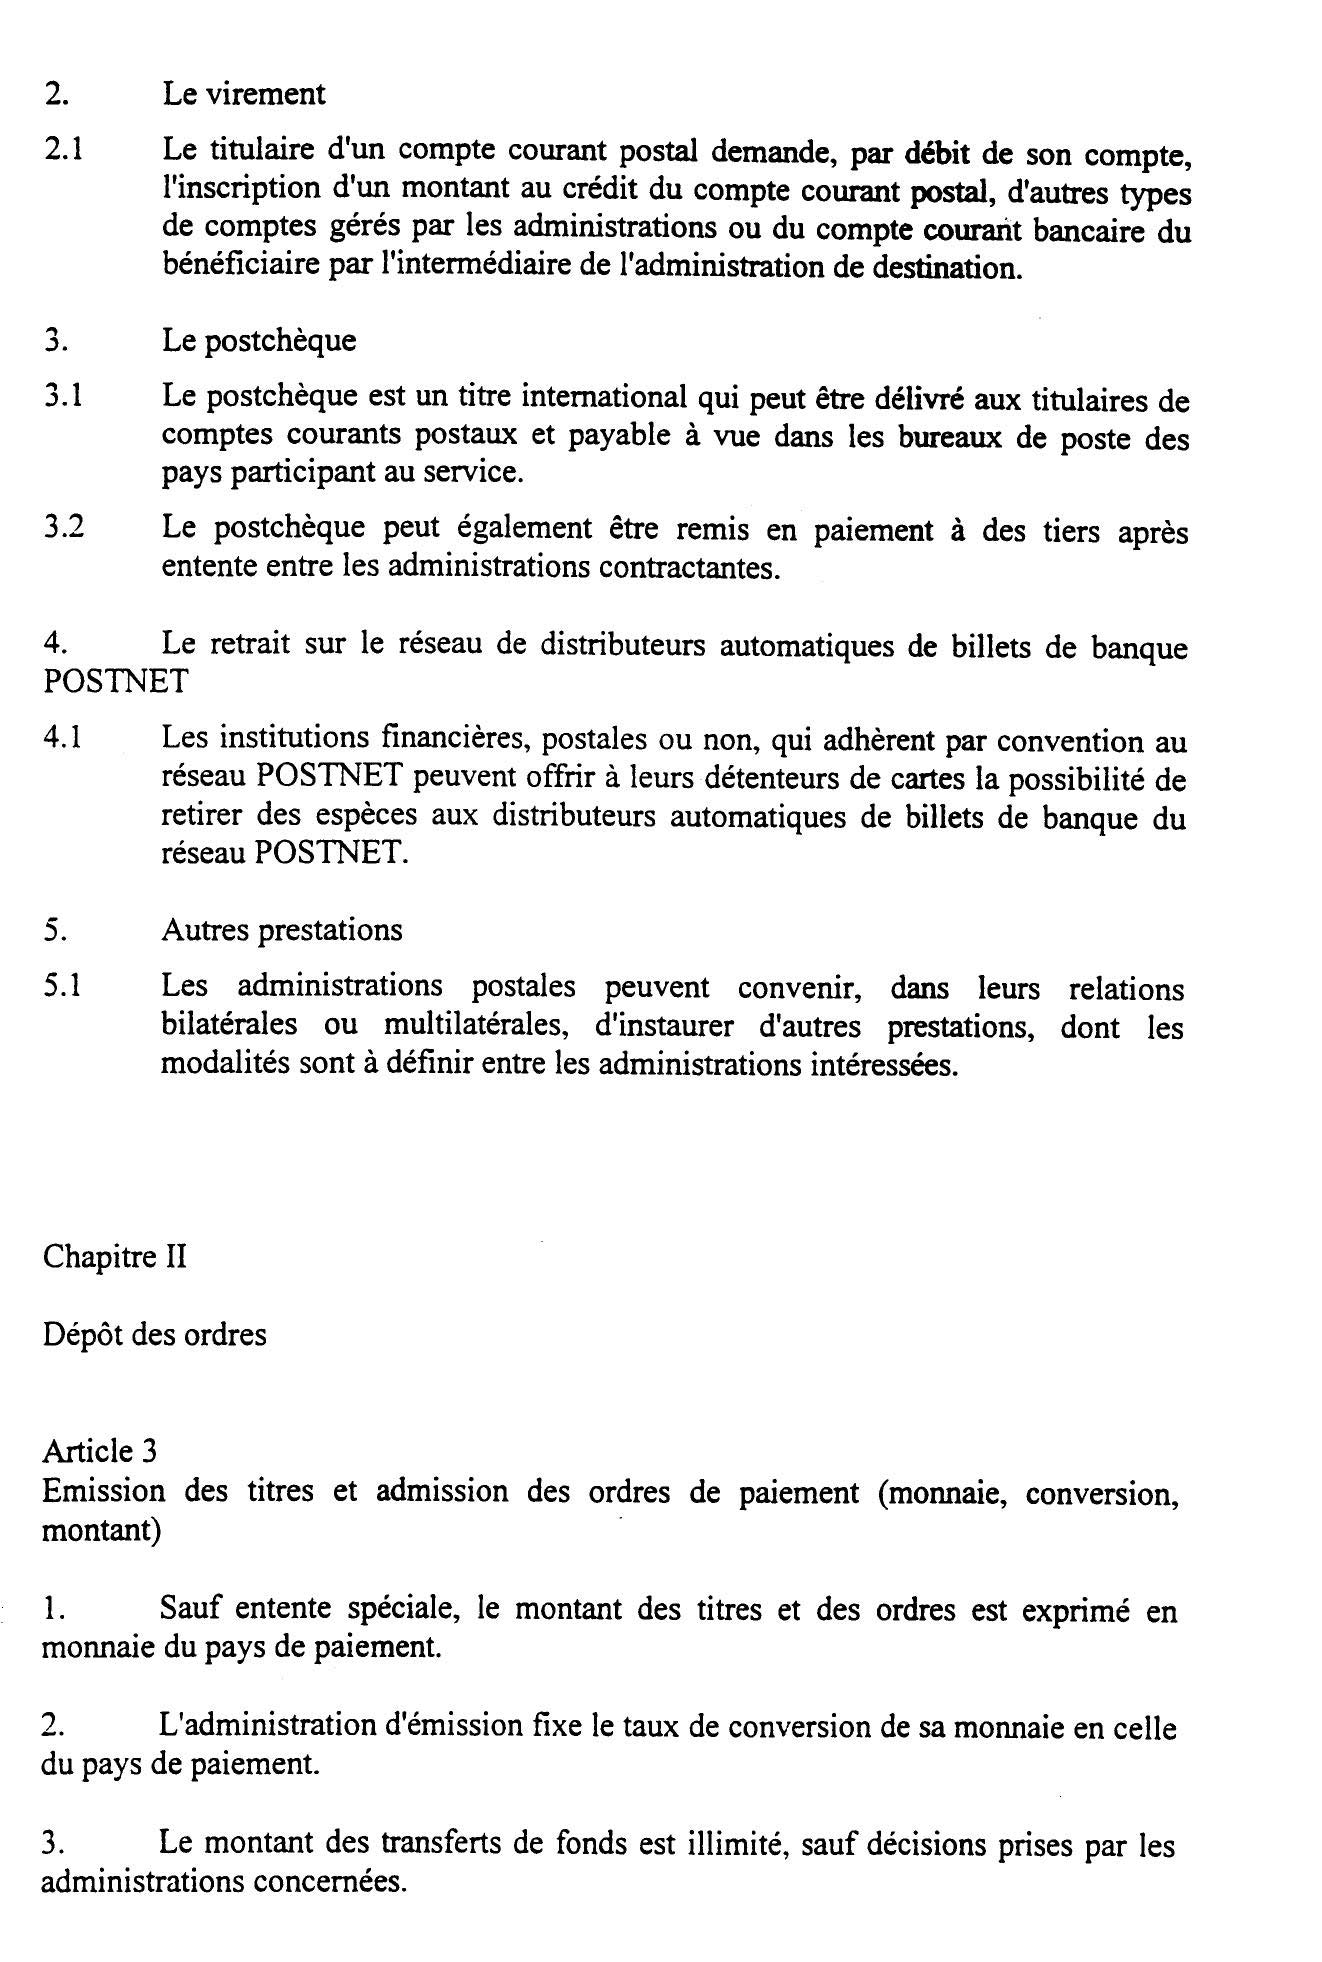 2. Le virement
2.1 Le titulaire d'un compte courant postal demande, par débit de son compte,
l'inscription d'un montant au crédit du compte courant postal, d'autres types
de comptes gérés par les administrations ou du compte courant bancaire du
bénéficiaire par l'intermédiaire de l'administration de destination.
3. Le postchèque
3.1 Le postchèque est un titre international qui peut être délivré aux titulaires de
comptes courants postaux et payable à vue dans les bureaux de poste des
pays participant au service.
3.2 Le postchèque peut également être remis en paiement à des tiers après
entente entre les administrations contractantes.
4. Le retrait sur le réseau de distributeurs automatiques de billets de banque
POSTNET
4.1 Les institutions financières, postales ou non, qui adhèrent par convention au
réseau POSTNET peuvent offrir à leurs détenteurs de cartes la possibilité de
retirer des espèces aux distributeurs automatiques de billets de banque du
réseau POSTNET.
5. Autres prestations
5.1 Les administrations postales peuvent convenir, dans leurs relations
bilatérales ou multilatérales, d'instaurer d'autres prestations, dont les
modalités sont à définir entre les administrations intéressées.
Chapitre II
Dépôt des ordres
Article 3
Emission des titres et admission des ordres de paiement (monnaie, conversion,
montant)
1. Sauf entente spéciale, le montant des titres et des ordres est exprimé en
monnaie du pays de paiement.
2. L'administration d'émission fixe le taux de conversion de sa monnaie en celle
du pays de paiement.
3. Le montant des transferts de fonds est illimité, sauf décisions prises par les
administrations concernées.